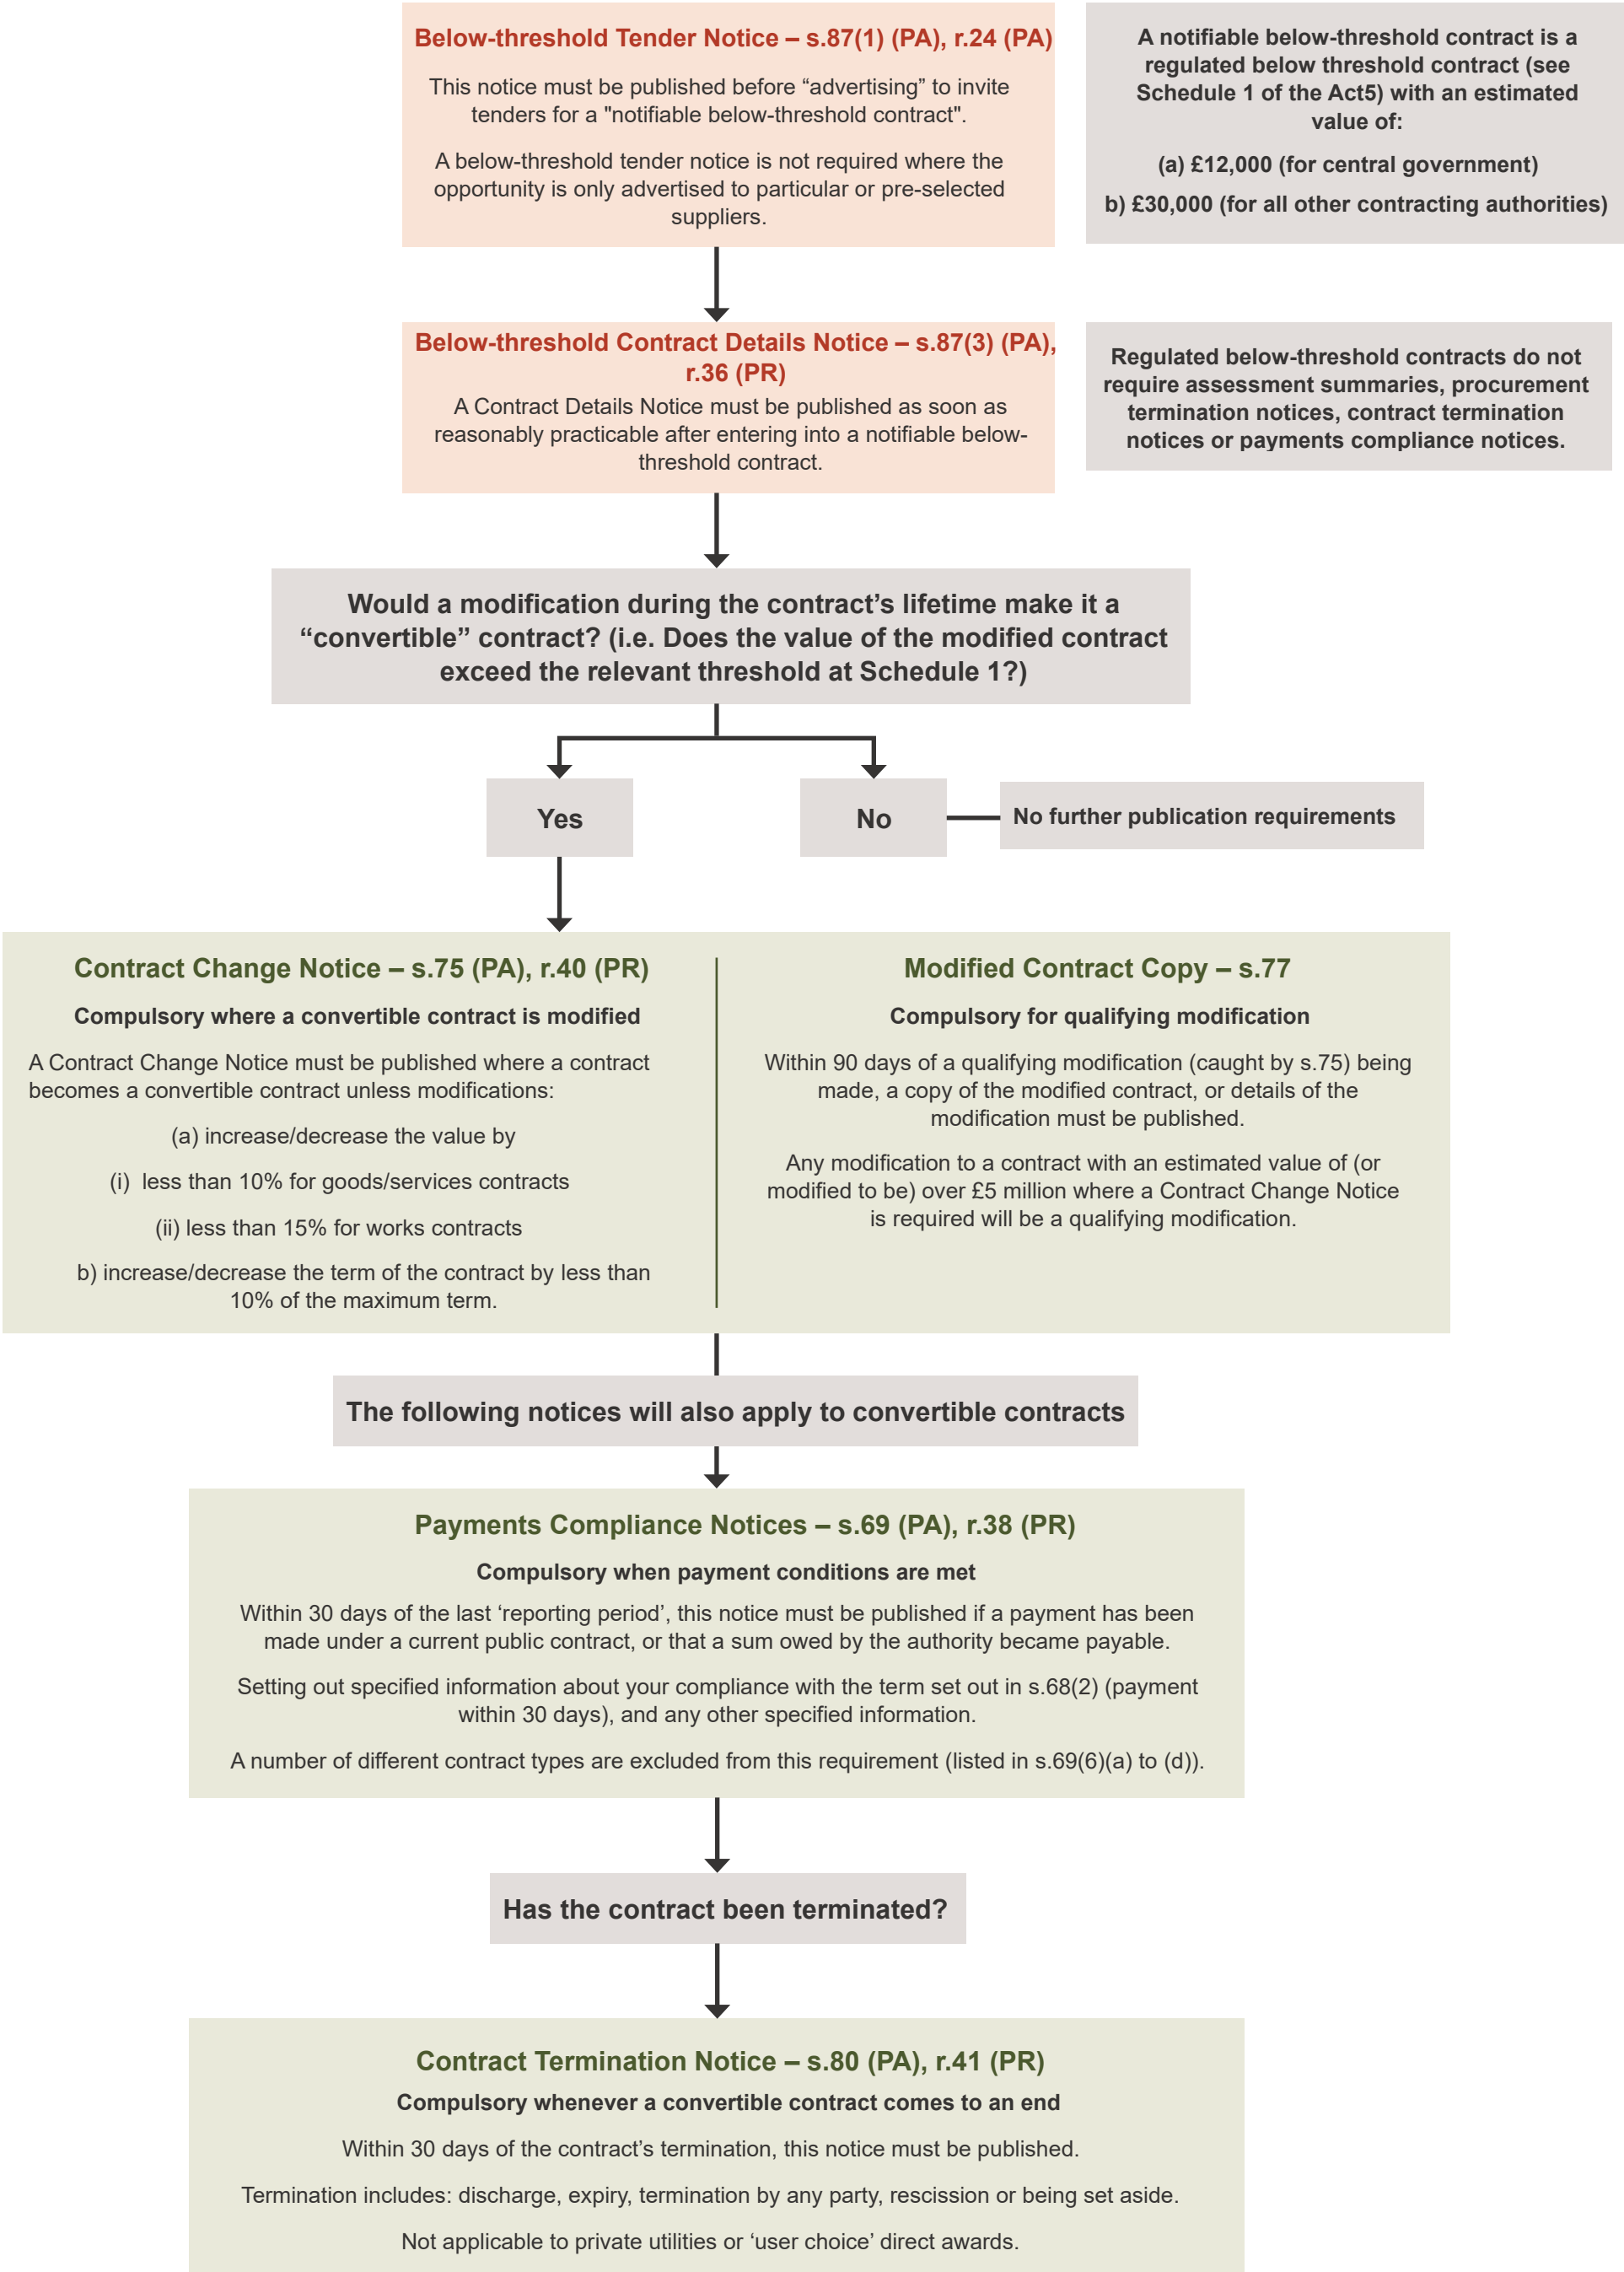 Below-threshold Tender Notice – s.87(1) (PA), r.24 (PA)
This notice must be published before “advertising” to invite
tenders for a "notifiable below-threshold contract".
A below-threshold tender notice is not required where the
opportunity is only advertised to particular or pre-selected
suppliers.
A notifiable below-threshold contract is a
regulated below threshold contract (see
Schedule 1 of the Act5) with an estimated
value of:
(a) £12,000 (for central government)
b) £30,000 (for all other contracting authorities)
Below-threshold Contract Details Notice – s.87(3) (PA),
r.36 (PR)
A Contract Details Notice must be published as soon as
reasonably practicable after entering into a notifiable below-
threshold contract.
Regulated below-threshold contracts do not
require assessment summaries, procurement
termination notices, contract termination
notices or payments compliance notices.
Would a modification during the contract’s lifetime make it a
“convertible” contract? (i.e. Does the value of the modified contract
exceed the relevant threshold at Schedule 1?)
Yes
No
No further publication requirements
Contract Change Notice – s.75 (PA), r.40 (PR)
Compulsory where a convertible contract is modified
A Contract Change Notice must be published where a contract
becomes a convertible contract unless modifications:
(a) increase/decrease the value by
(i) less than 10% for goods/services contracts
(ii) less than 15% for works contracts
b) increase/decrease the term of the contract by less than
10% of the maximum term.
Modified Contract Copy – s.77
Compulsory for qualifying modification
Within 90 days of a qualifying modification (caught by s.75) being
made, a copy of the modified contract, or details of the
modification must be published.
Any modification to a contract with an estimated value of (or
modified to be) over £5 million where a Contract Change Notice
is required will be a qualifying modification.
The following notices will also apply to convertible contracts
Payments Compliance Notices – s.69 (PA), r.38 (PR)
Compulsory when payment conditions are met
Within 30 days of the last ‘reporting period’, this notice must be published if a payment has been
made under a current public contract, or that a sum owed by the authority became payable.
Setting out specified information about your compliance with the term set out in s.68(2) (payment
within 30 days), and any other specified information.
A number of different contract types are excluded from this requirement (listed in s.69(6)(a) to (d)).
Has the contract been terminated?
Contract Termination Notice – s.80 (PA), r.41 (PR)
Compulsory whenever a convertible contract comes to an end
Within 30 days of the contract’s termination, this notice must be published.
Termination includes: discharge, expiry, termination by any party, rescission or being set aside.
Not applicable to private utilities or ‘user choice’ direct awards.